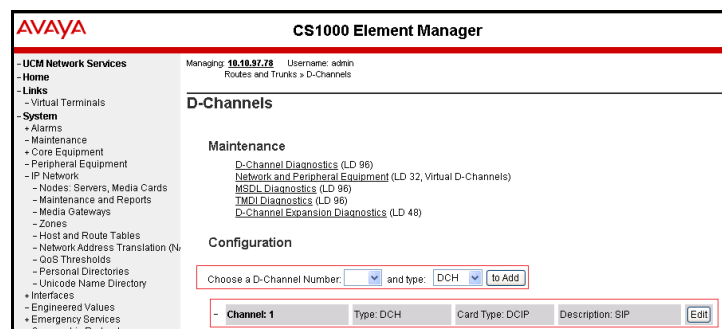 AVAYA
CS1000 Element Manager
- UCM Network Services
- Home
- Links
- Virtual Terminals
- System
+ Alarms
- Maintenance
+ Core Equipment
- Peripheral Equipment
- IP Network
- Nodes: Servers, Media Cards
- Maintenance and Reports
- Media Gateways
- Zones
- Host and Route Tables
- Network Address Translation (N
- QoS Thresholds
- Personal Directories
- Unicode Name Directory
+ Interfaces
- Engineered Values
+ Emergency Services
Managing: 10.10.97.78 Username: admin
Routes and Trunks » D-Channels
D-Channels
Maintenance
D-Channel Diagnostics (LD 96)
Network and Peripheral Equipment (LD 32, Virtual D-Channels)
MSDL Diagnostics (LD 96)
TMDI Diagnostics (LD 96)
D-Channel Expansion Diagnostics (LD 48)
Configuration
Choose a D-Channel Number: and type: DCH to Add
- Channel: 1 Type: DCH Card Type: DCIP Description: SIP Edit